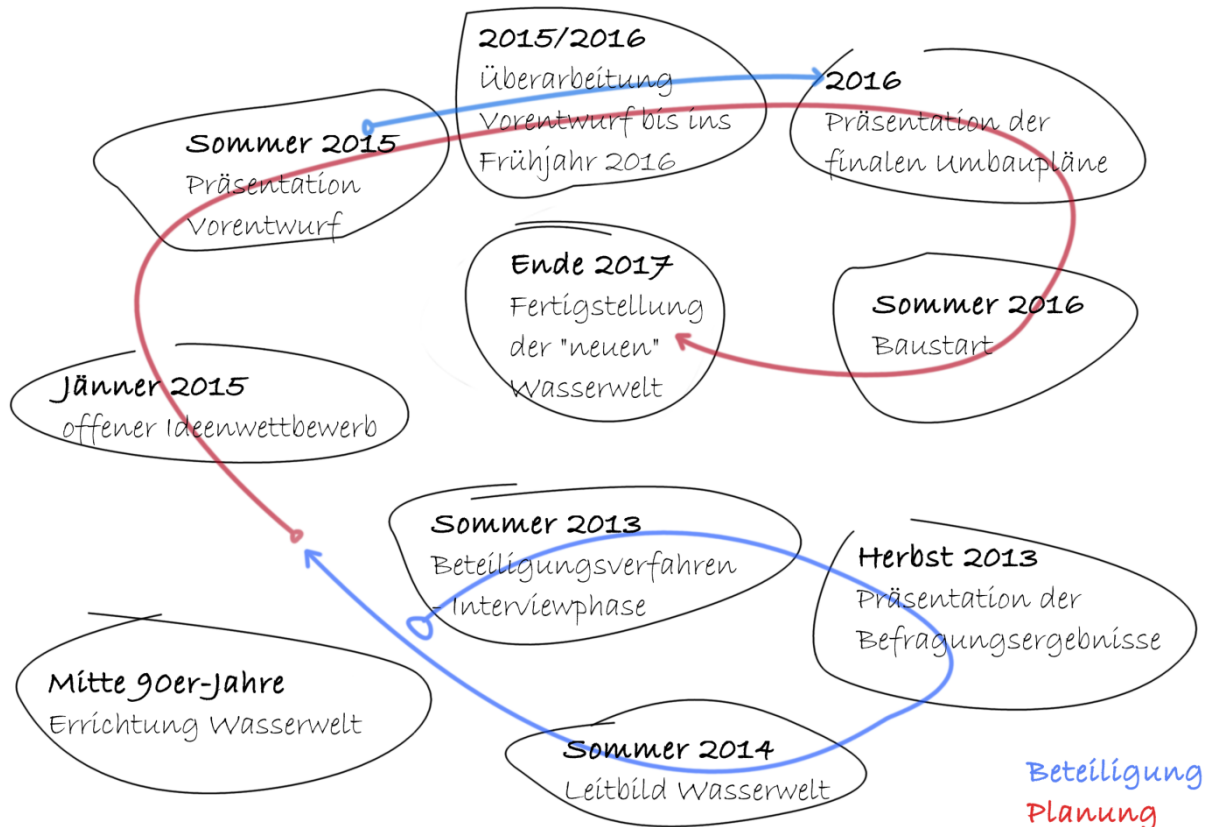 2015/2016
Überarbeitung
Vorentwurf bis ins
Frühjahr 2016
2016
Präsentation der
finalen Umbaupläne
Sommer 2015
Präsentation
Vorentwurf
Ende 2017
Fertigstellung
der "neuen"
Wasserwelt
Sommer 2016
Baustart
Jänner 2015
offener Ideenwettbewerb
Sommer 2013
Beteiligungsverfahren
- Interviewphase
Herbst 2013
Präsentation der
Befragungsergebnisse
Mitte 90er-Jahre
Errichtung Wasserwelt
Sommer 2014
Leitbild Wasserwelt
Beteiligung
Planung